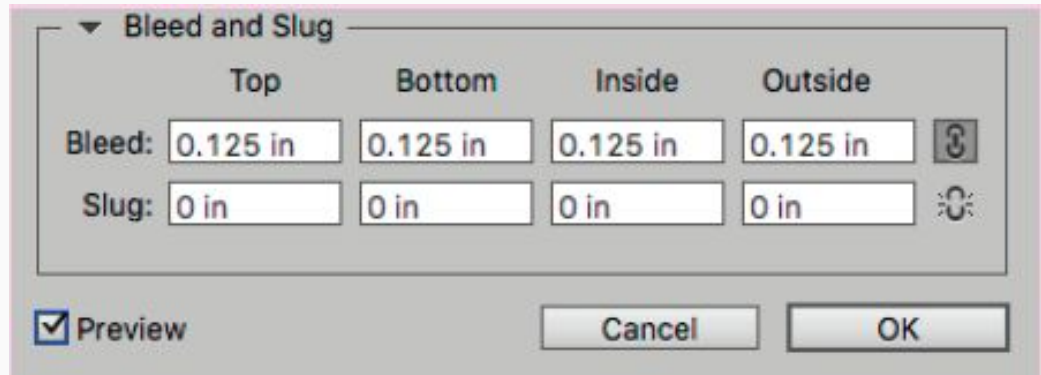 Bleed and Slug
Top Bottom Inside Outside
Bleed: 0.125 in 0.125 in 0.125 in 0.125 in
Slug: 0 in 0 in 0 in 0 in
Preview Cancel OK